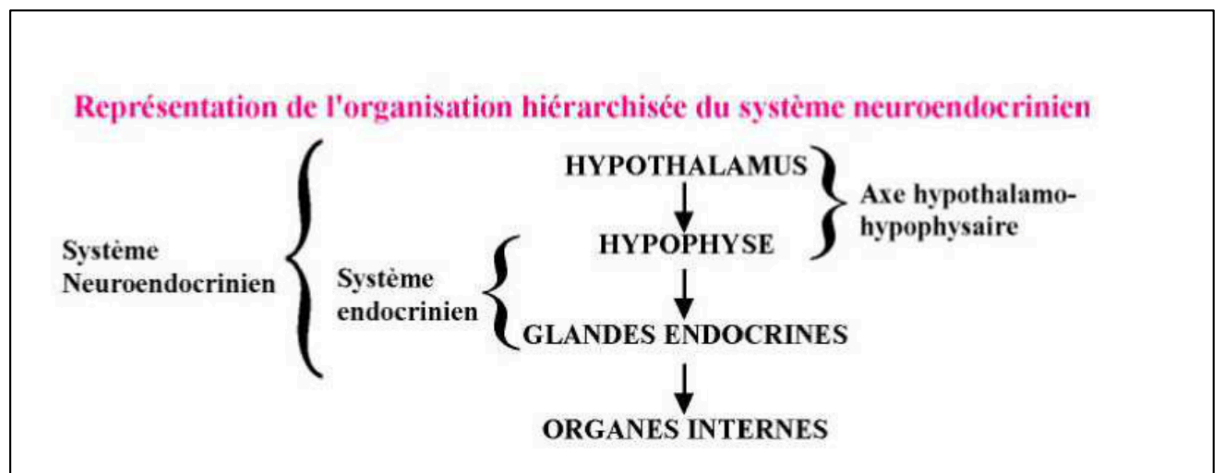 Représentation de l'organisation hiérarchisée du système neuroendocrinien
HYPOTHALAMUS
Axe hypothalamo-
hypophysaire
HYPOPHYSE
Système
Neuroendocrinien
Système
endocrinien
GLANDES ENDOCRINES
ORGANES INTERNES